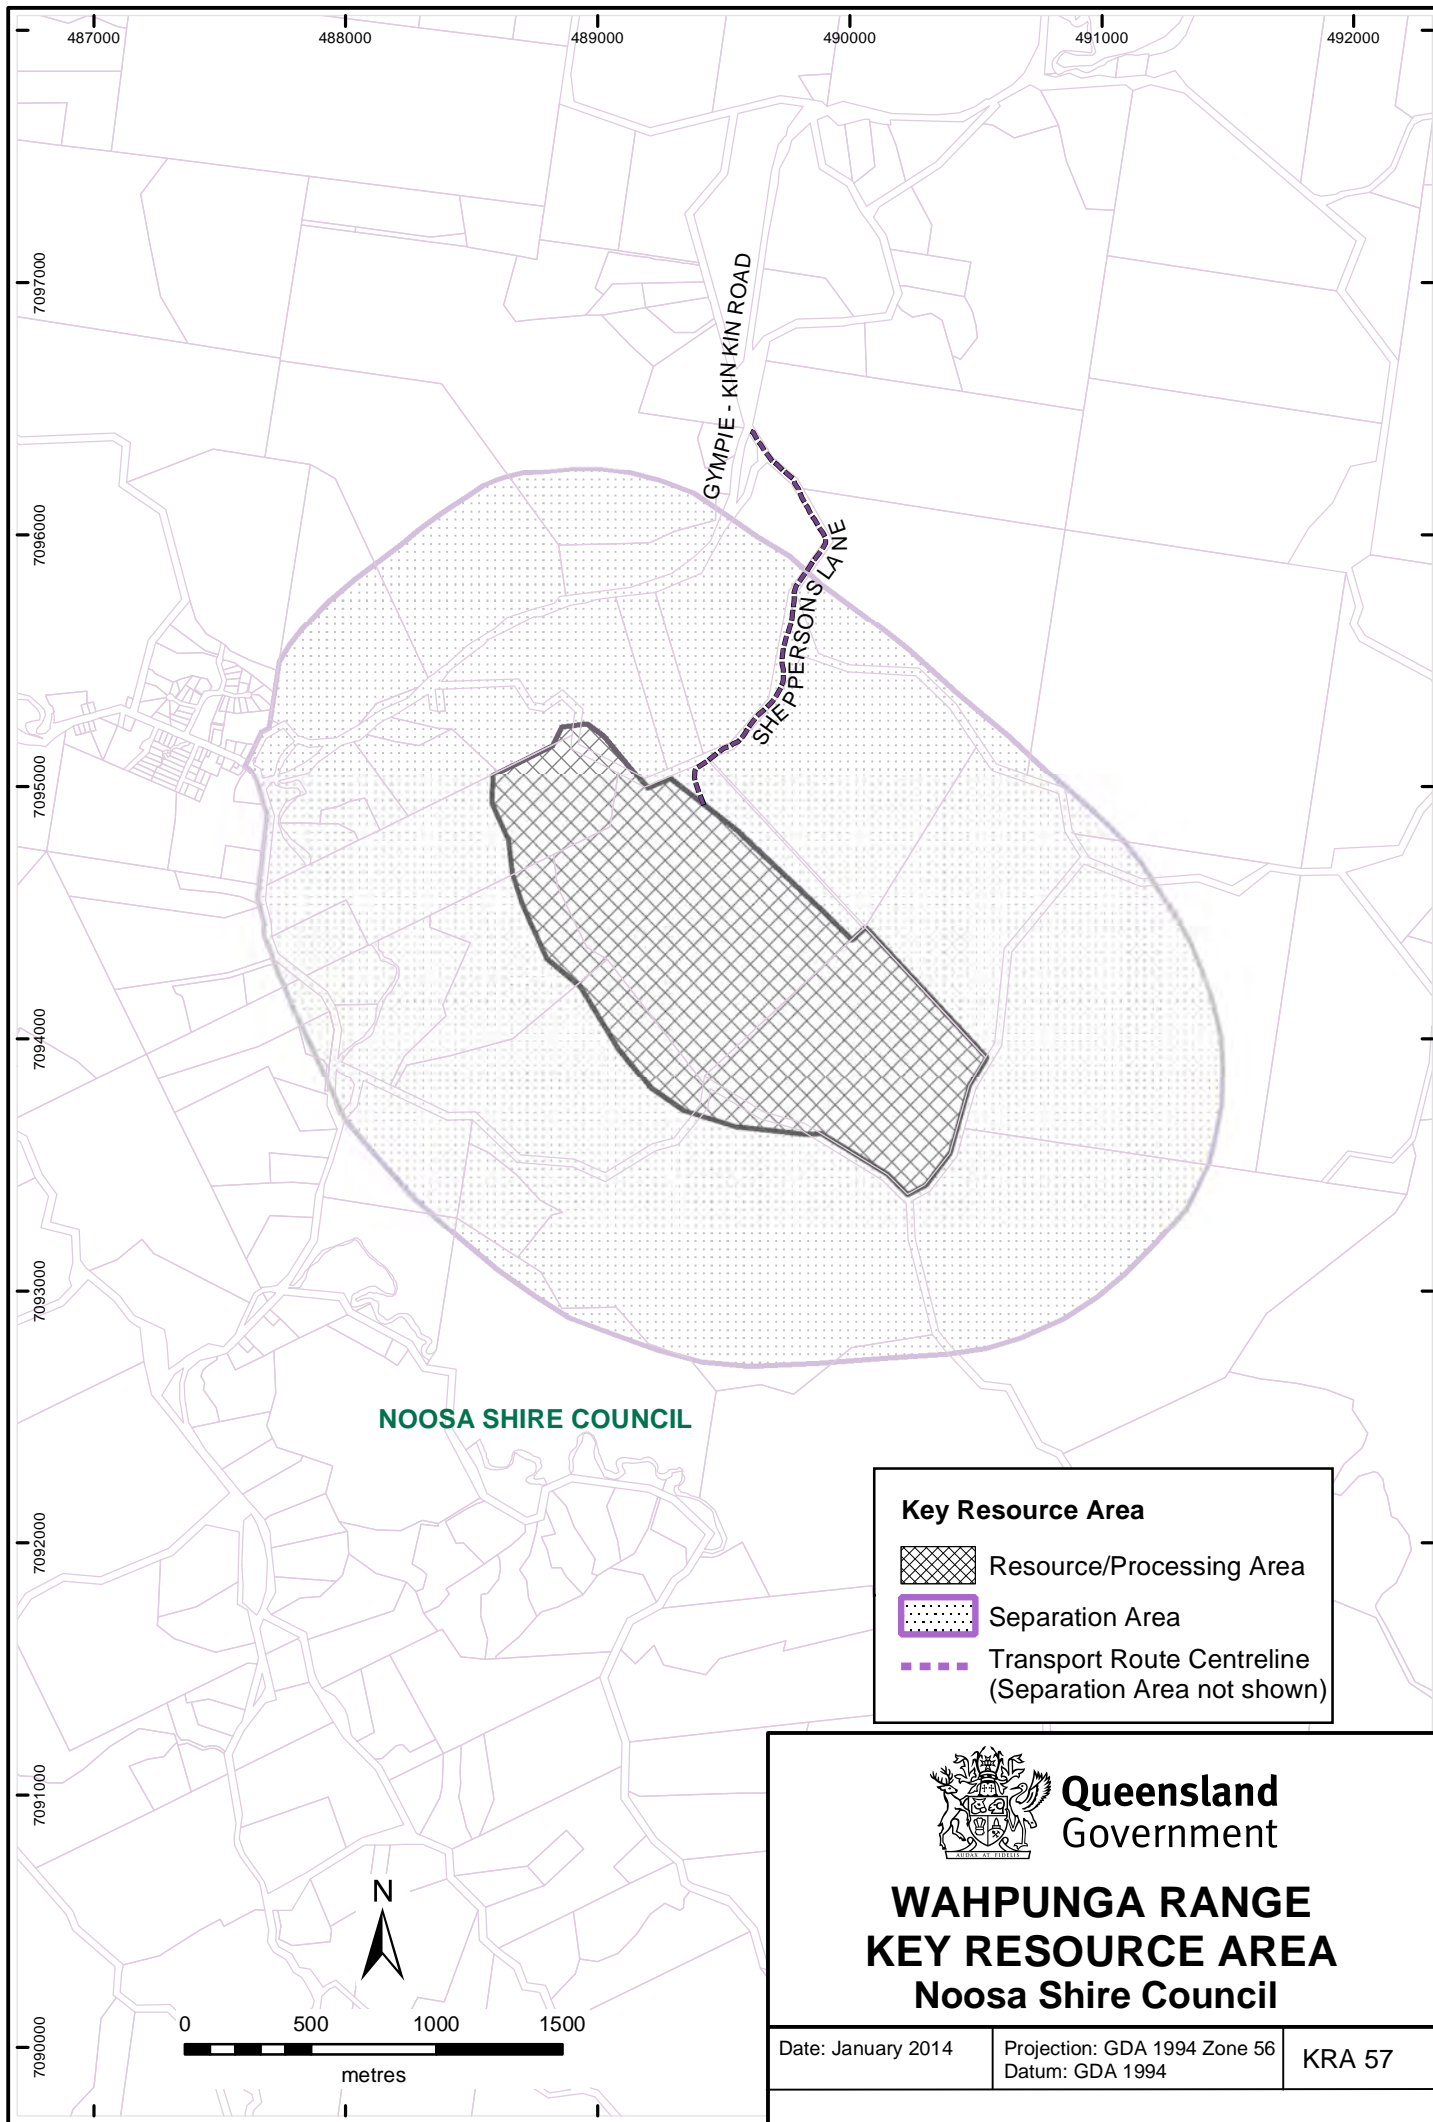 487000
488000
489000
490000
491000
492000
7097000
7096000
7095000
7094000
7093000
7092000
7091000
7090000
GYMPIE - KIN KIN ROAD
SHEPPERSONS LANE
NOOSA SHIRE COUNCIL
Key Resource Area
Resource/Processing Area
Separation Area
Transport Route Centreline
(Separation Area not shown)
Queensland
Government
AUDAX AT FIDELIS
WAHPUNGA RANGE
KEY RESOURCE AREA
Noosa Shire Council
Date: January 2014
Projection: GDA 1994 Zone 56
Datum: GDA 1994
KRA 57
N
0 500 1000 1500
metres